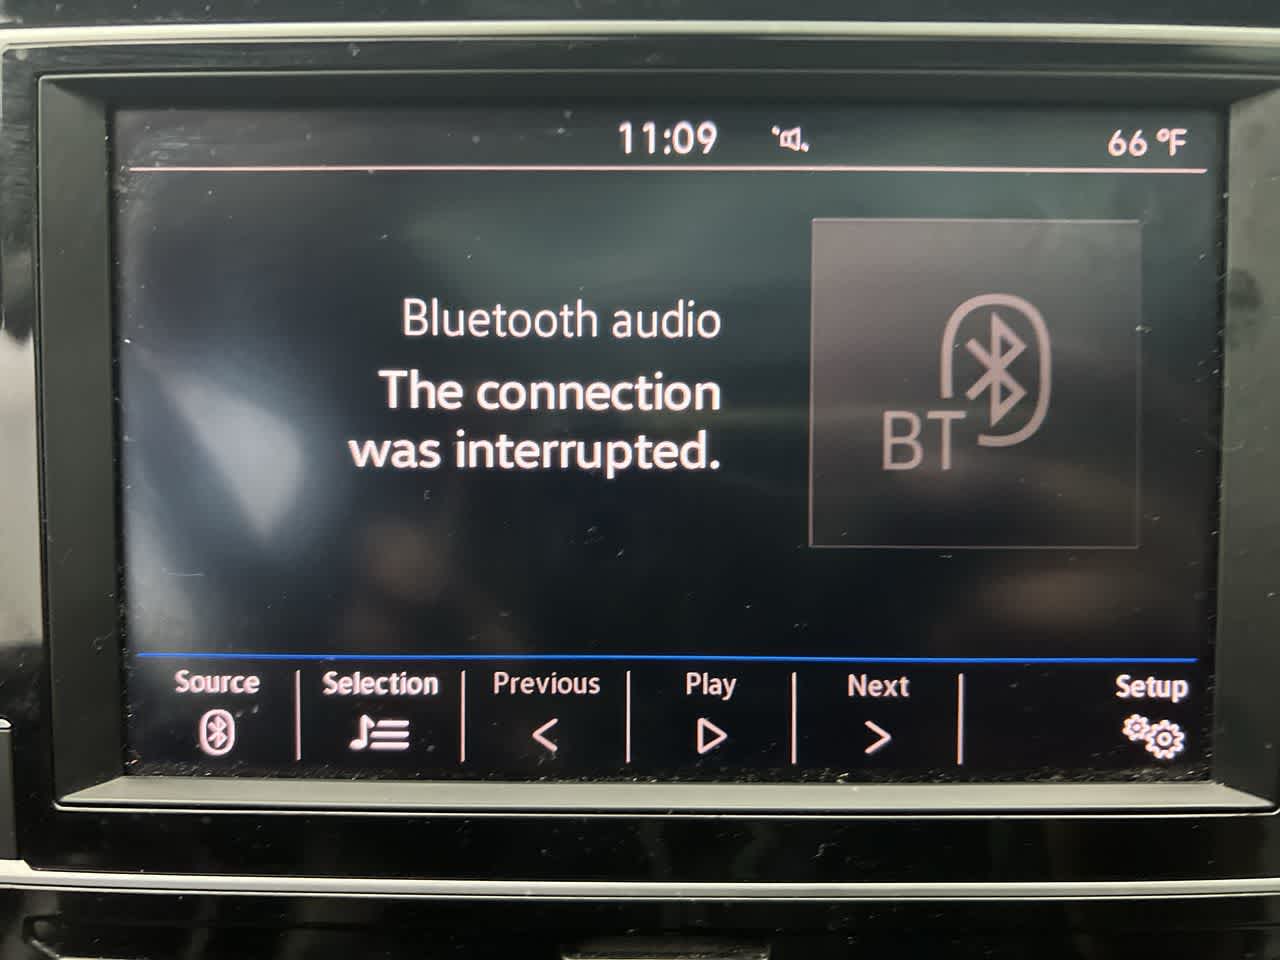 11:09
66 °F
Bluetooth audio
The connection
was interrupted.
BT
Source
Selection
Previous
Play
Next
Setup